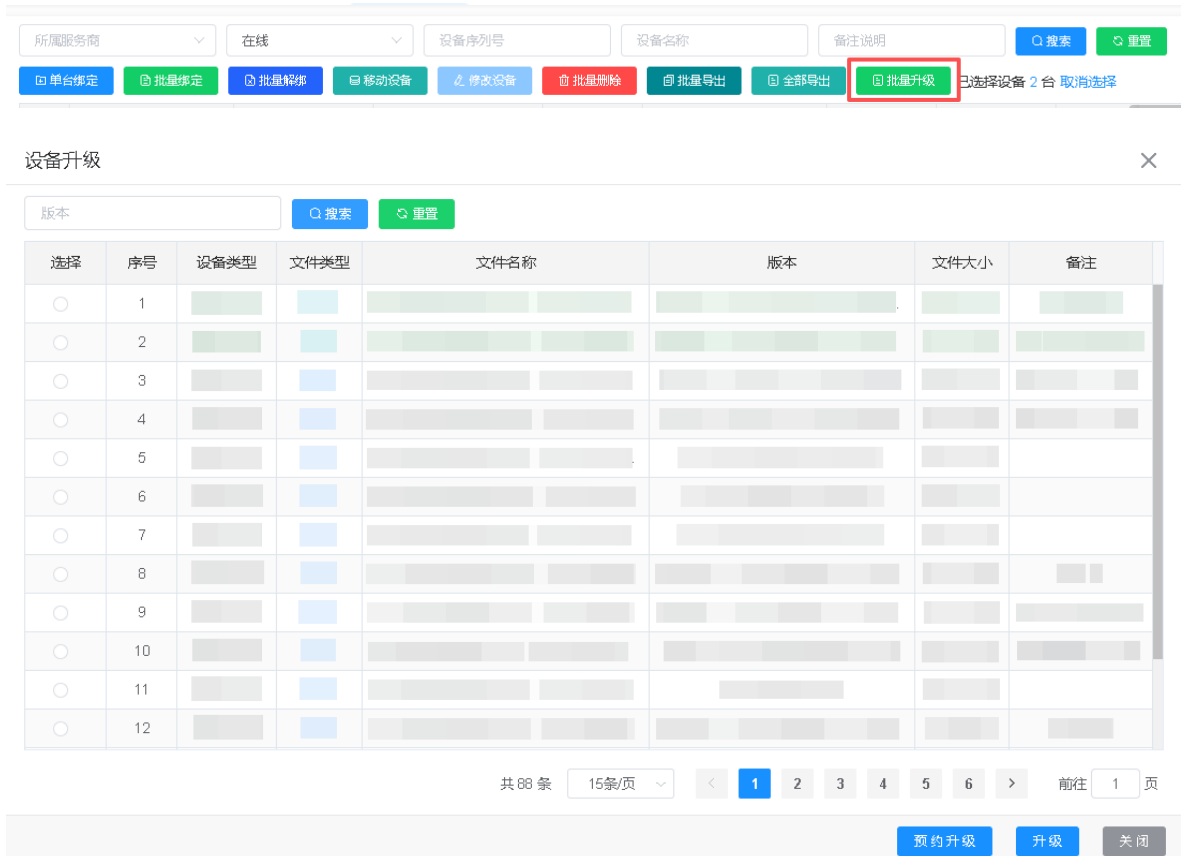 所属服务商 在线 设备序列号 设备名称 备注说明 搜索 重置
单台绑定 批量绑定 批量解绑 移动设备 修改设备 批量删除 批量导出 全部导出 批量升级 已选择设备 2 台 取消选择
设备升级
版本 搜索 重置
选择 序号 设备类型 文件类型 文件名称 版本 文件大小 备注
1
2
3
4
5
6
7
8
9
10
11
12
共 88 条 15条/页 1 2 3 4 5 6 前往 1 页
预约升级 升级 关闭